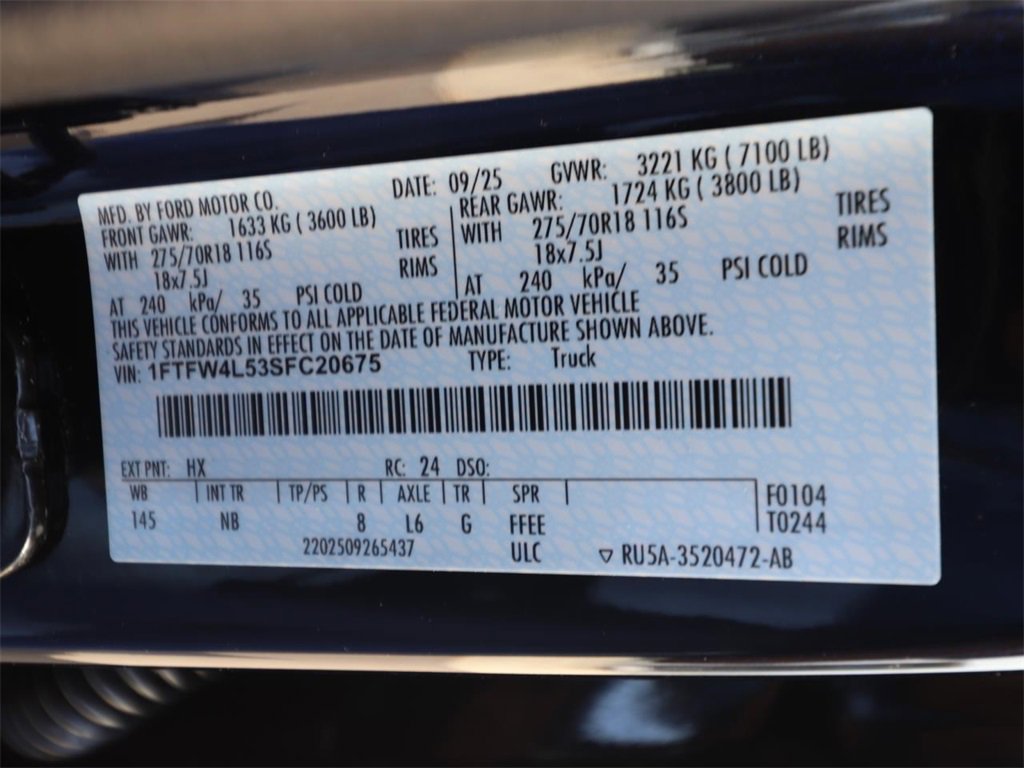 MFD. BY FORD MOTOR CO. DATE: 09/25 GVWR: 3221 KG ( 7100 LB)
FRONT GAWR: 1633 KG ( 3600 LB) REAR GAWR: 1724 KG ( 3800 LB)
WITH 275/70R18 116S TIRES WITH 275/70R18 116S TIRES
18x7.5J RIMS 18x7.5J RIMS
AT 240 kPa/ 35 PSI COLD AT 240 kPa/ 35 PSI COLD
THIS VEHICLE CONFORMS TO ALL APPLICABLE FEDERAL MOTOR VEHICLE
SAFETY STANDARDS IN EFFECT ON THE DATE OF MANUFACTURE SHOWN ABOVE.
VIN: 1FTFW4L53SFC20675 TYPE: Truck
EXT PNT: HX RC: 24 DSO:
WB INT TR TP/PS R AXLE TR SPR F0104
145 NB 8 L6 G FFEE T0244
2202509265437 ULC ▽ RU5A-3520472-AB